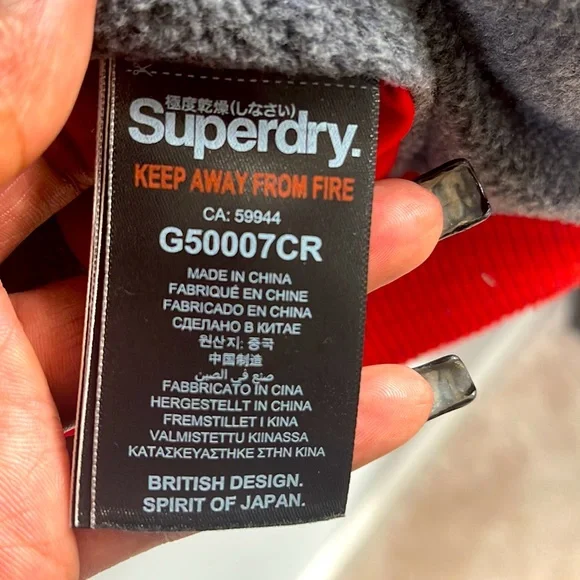 極度乾燥(しなさい)
Superdry.
KEEP AWAY FROM FIRE
CA: 59944
G50007CR
MADE IN CHINA
FABRIQUÉ EN CHINE
FABRICADO EN CHINA
СДЕЛАНО В КИТАЕ
원산지: 중국
中国制造
صنع في الصين
FABBRICATO IN CINA
HERGESTELLT IN CHINA
FREMSTILLET I KINA
VALMISTETTU KIINASSA
ΚΑΤΑΣΚΕΥΑΣΤΗΚΕ ΣΤΗΝ ΚΙΝΑ
BRITISH DESIGN.
SPIRIT OF JAPAN.